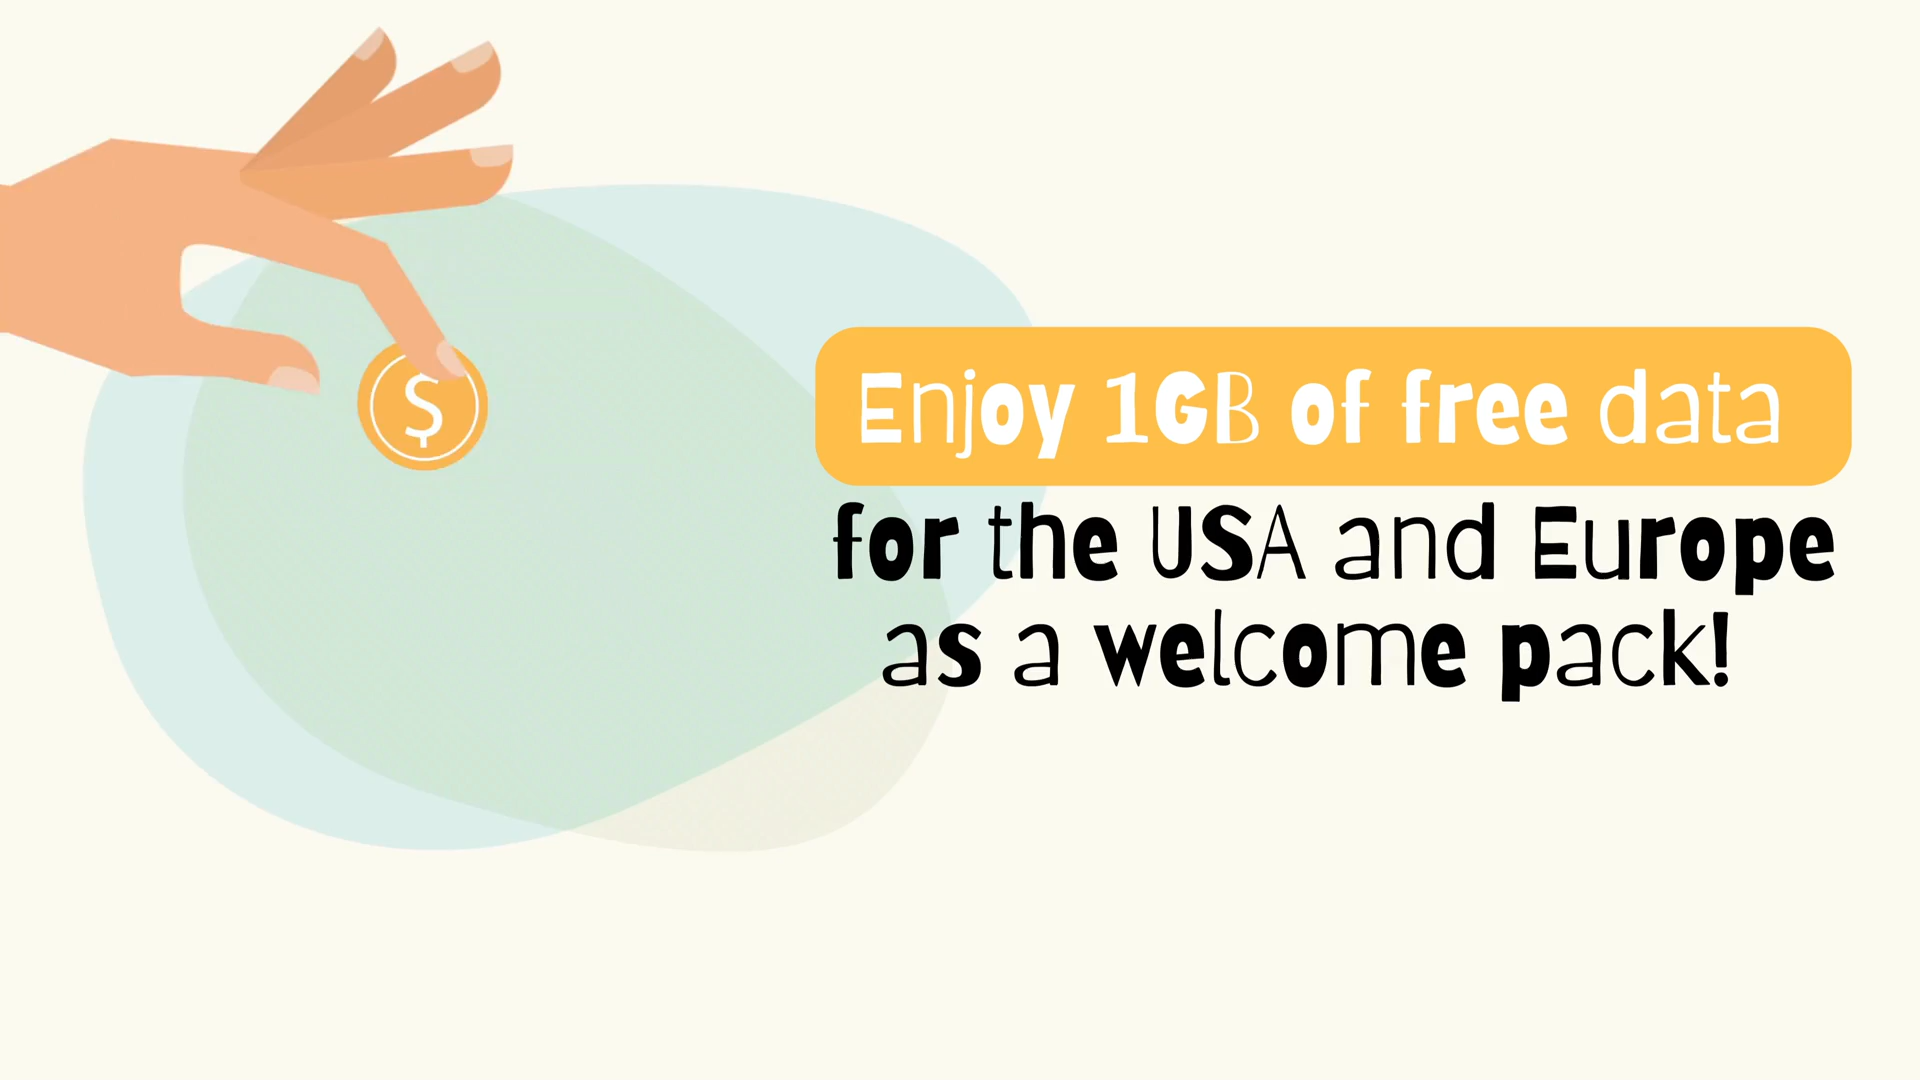 $
Enjoy 1GB of free data
for the USA and Europe
as a welcome pack!